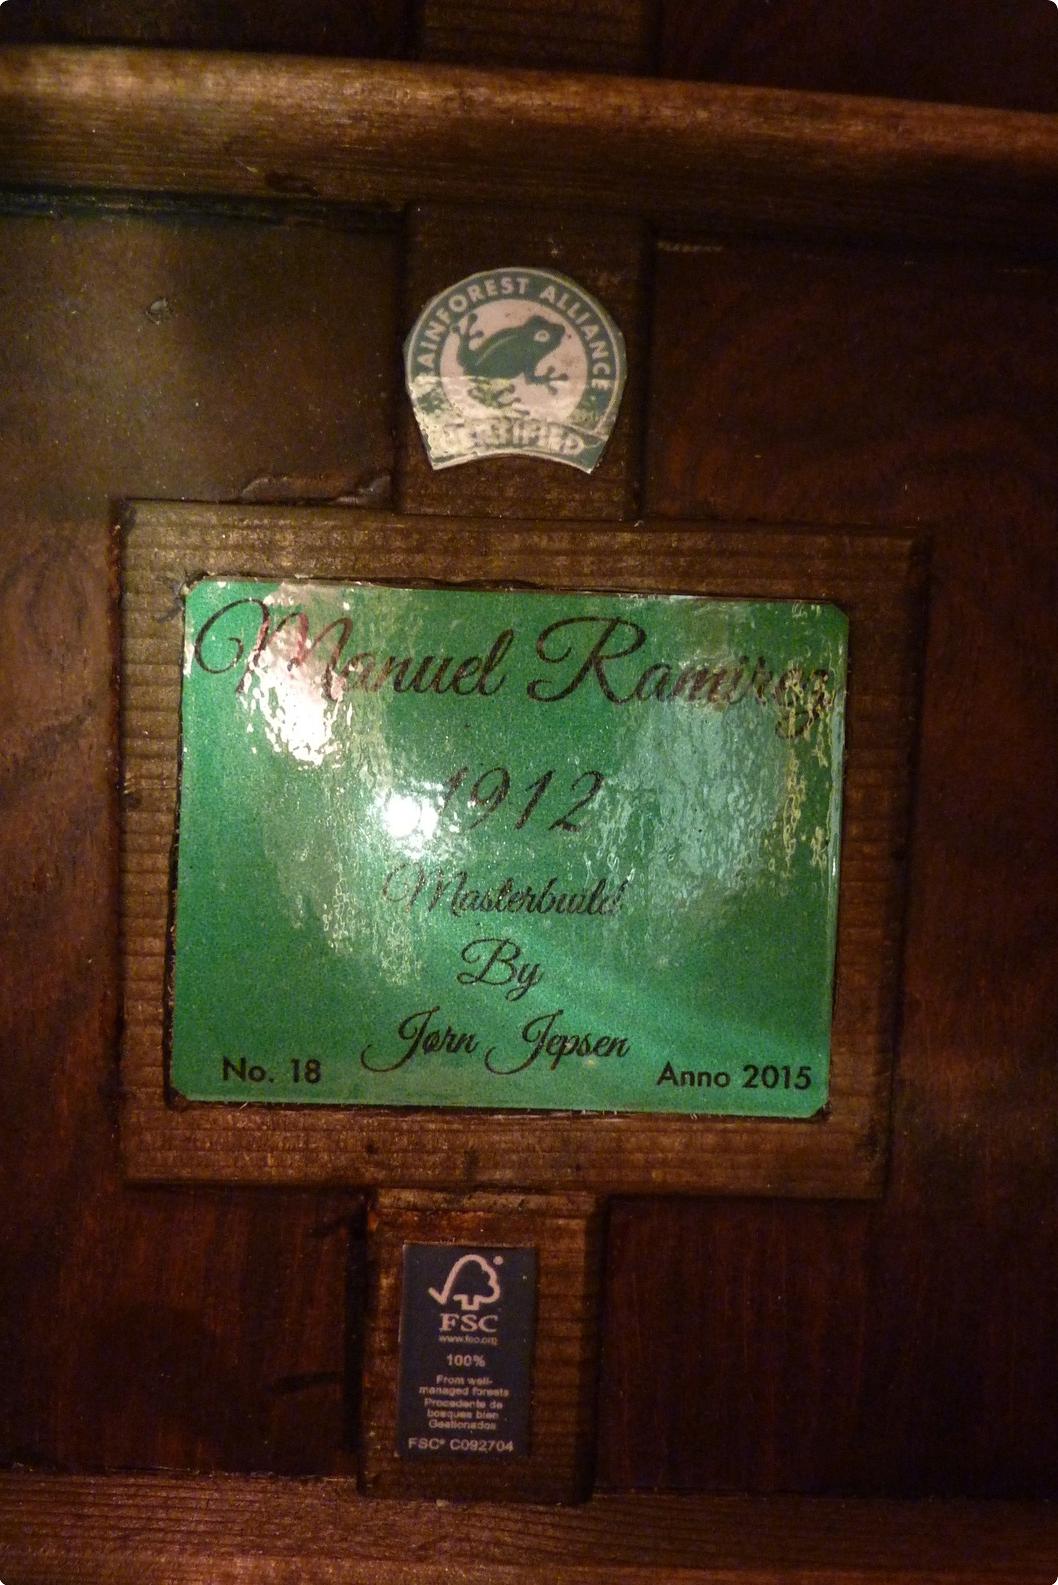 RAINFOREST ALLIANCE
CERTIFIED
Manuel Ramirez
1912
Masterbuild
By
Jørn Jepsen
No. 18
Anno 2015
FSC
www.fsc.org
100%
From well-
managed forests
Procedente de
bosques bien
Gestionados
FSC® C092704